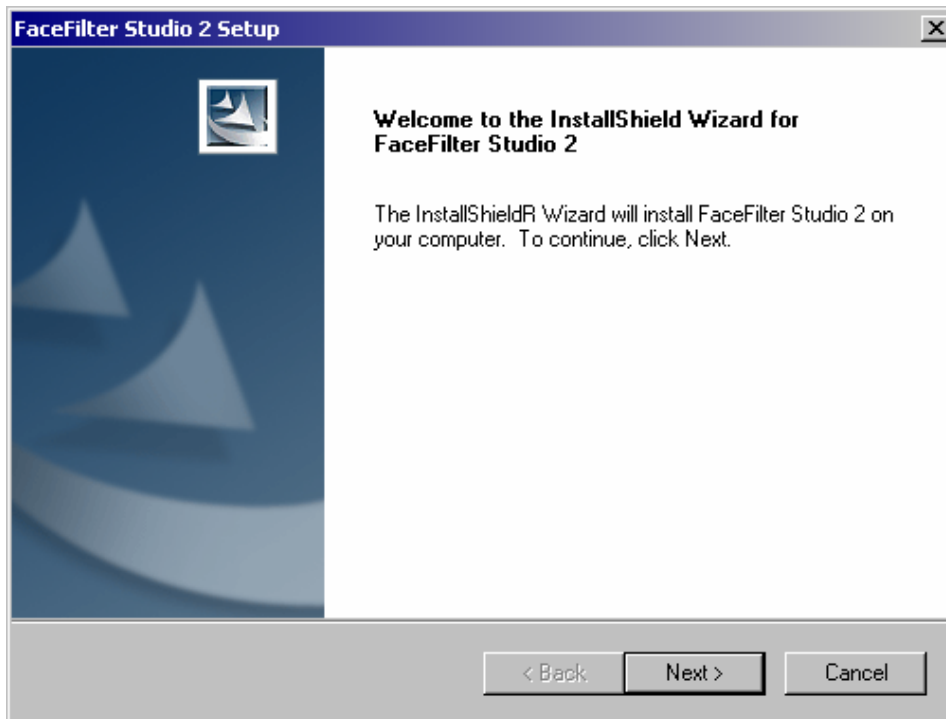 FaceFilter Studio 2 Setup
Welcome to the InstallShield Wizard for
FaceFilter Studio 2
The InstallShieldR Wizard will install FaceFilter Studio 2 on
your computer. To continue, click Next.
< Back
Next >
Cancel